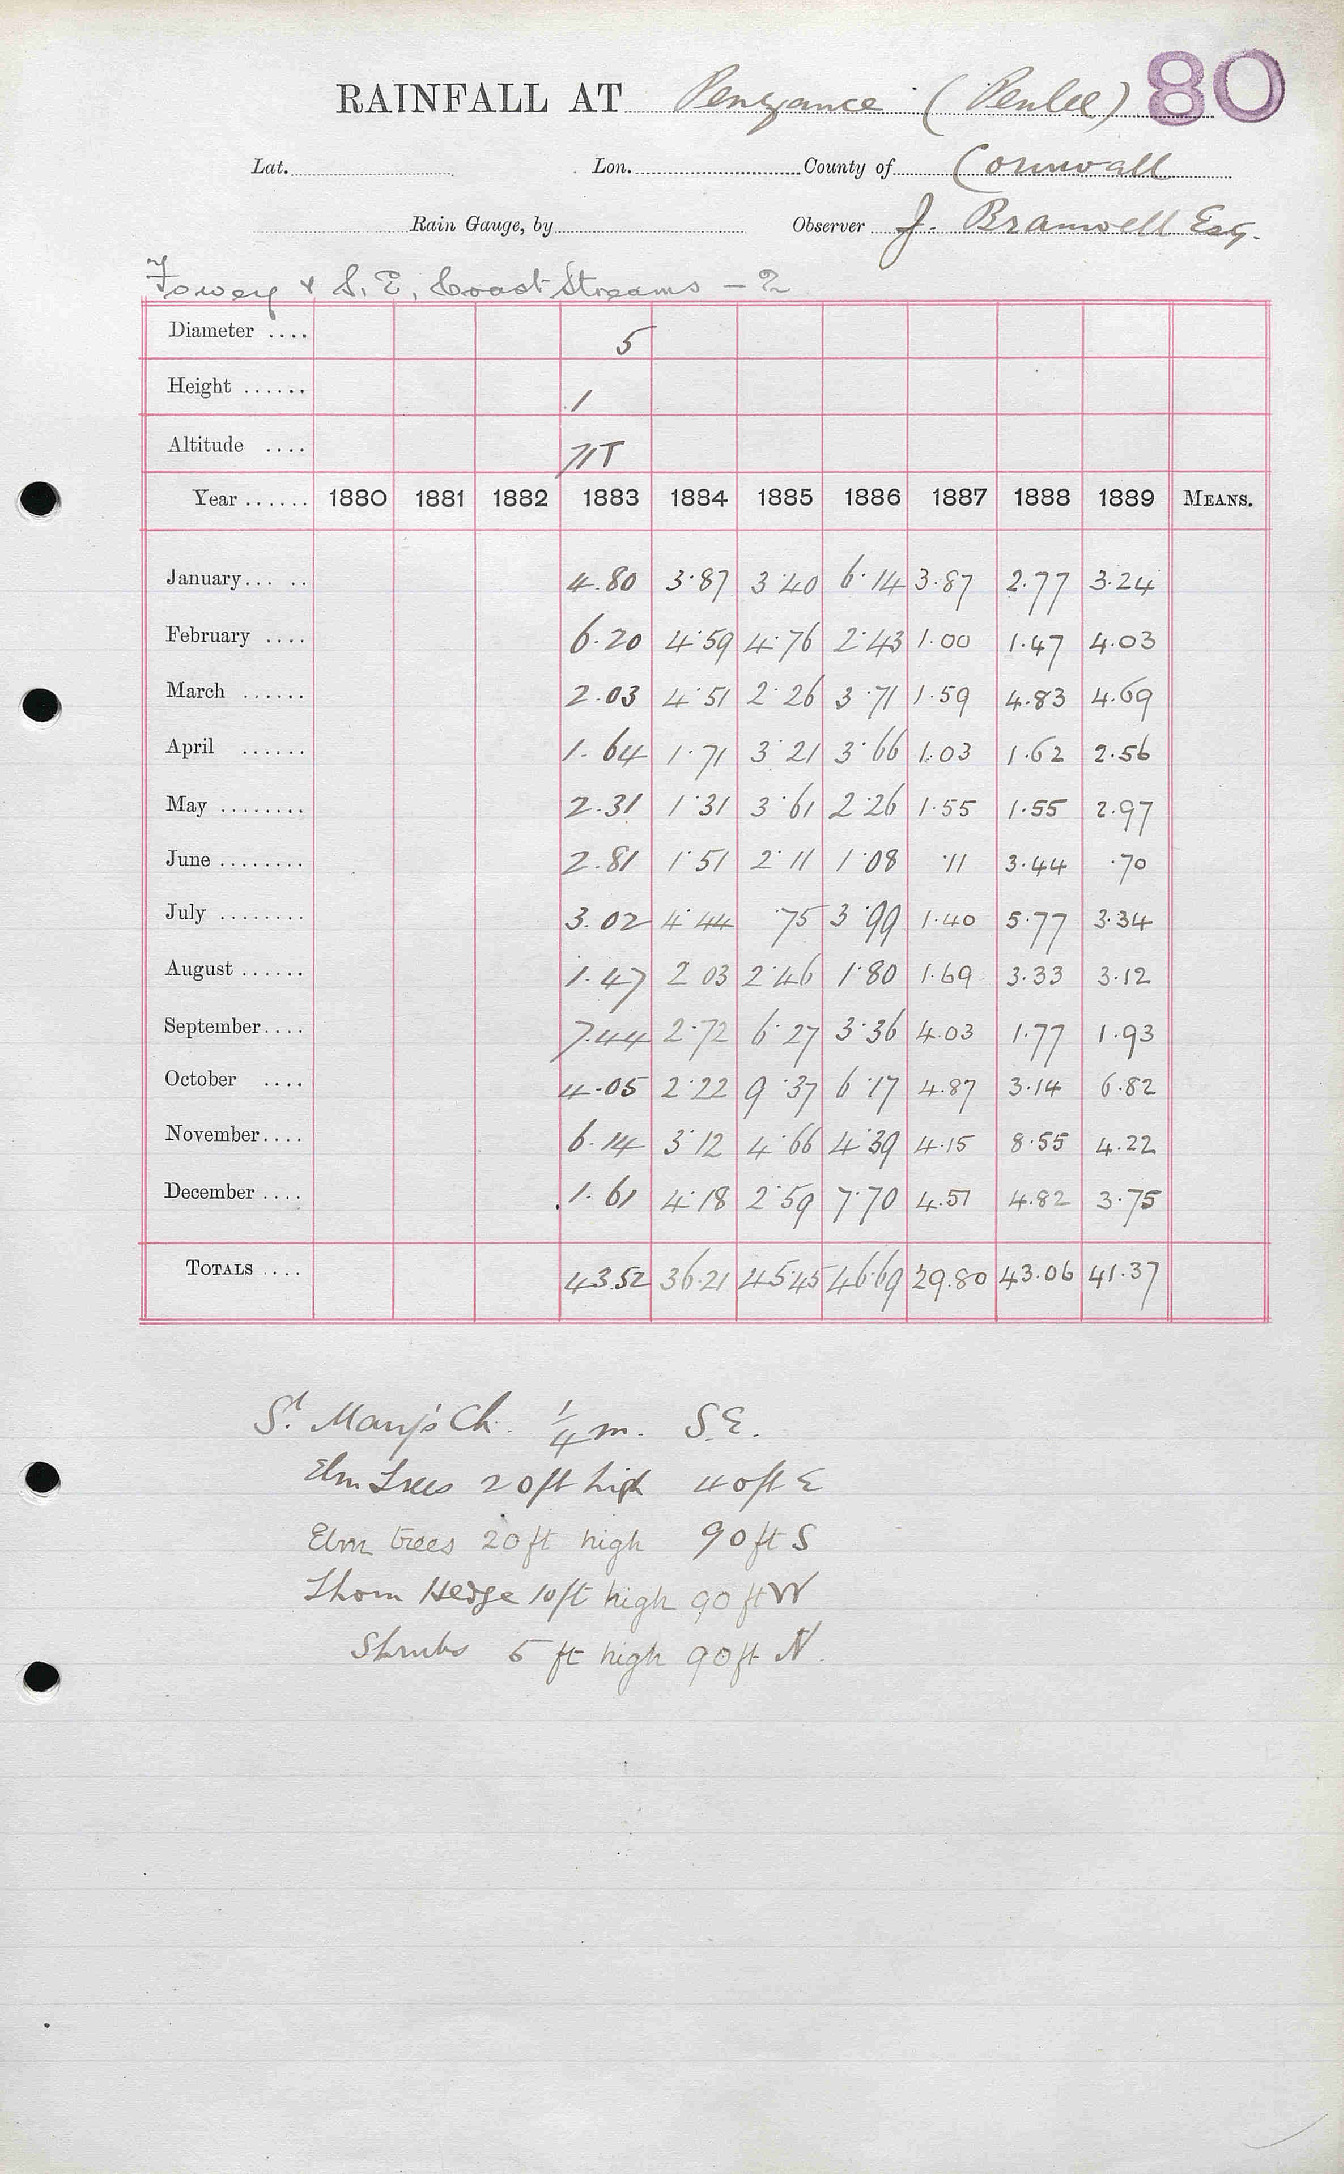 80
RAINFALL AT Penzance (Penlee)
Lat. Lon. County of Cornwall
Rain Gauge, by Observer J. Bramwell Esq.
Fowey & S.E. Coast Streams - 2
Diameter .... 5
Height ...... 1
Altitude ....
Year ...... 1880 1881 1882 1883 1884 1885 1886 1887 1888 1889 MEANS.
January... .. 4.80 3.87 3.40 6.14 3.87 2.77 3.24
February .... 6.20 4.59 4.76 2.43 1.00 1.47 4.03
March ...... 2.03 4.51 2.26 3.71 1.59 4.83 4.69
April ...... 1.64 1.71 3.21 3.66 1.03 1.62 2.56
May ........ 2.31 1.31 3.61 2.26 1.55 1.55 2.97
June ........ 2.81 1.51 2.11 1.08 .11 3.44 .70
July ........ 3.02 4.44 .75 3.99 1.40 5.77 3.34
August ...... 1.47 2 03 2.46 1.80 1.69 3.33 3.12
September.... 7.44 2.72 6.27 3.36 4.03 1.77 1.93
October .... 4.05 2.22 9.37 6.17 4.87 3.14 6.82
November.... 6.14 3.12 4.66 4.39 4.15 8.55 4.22
December .... 1.61 4.18 2.59 7.70 4.51 4.82 3.75
TOTALS .... 43.52 36.21 45.45 46.69 29.80 43.06 41.37
St. Mary's Ch. 1/4 m. S.E.
Elm Trees 20ft high 40ft E
Elm trees 20ft high 90ft S
Thorn Hedge 10ft high 90ft W
Shrubs 5 ft high 90ft N.